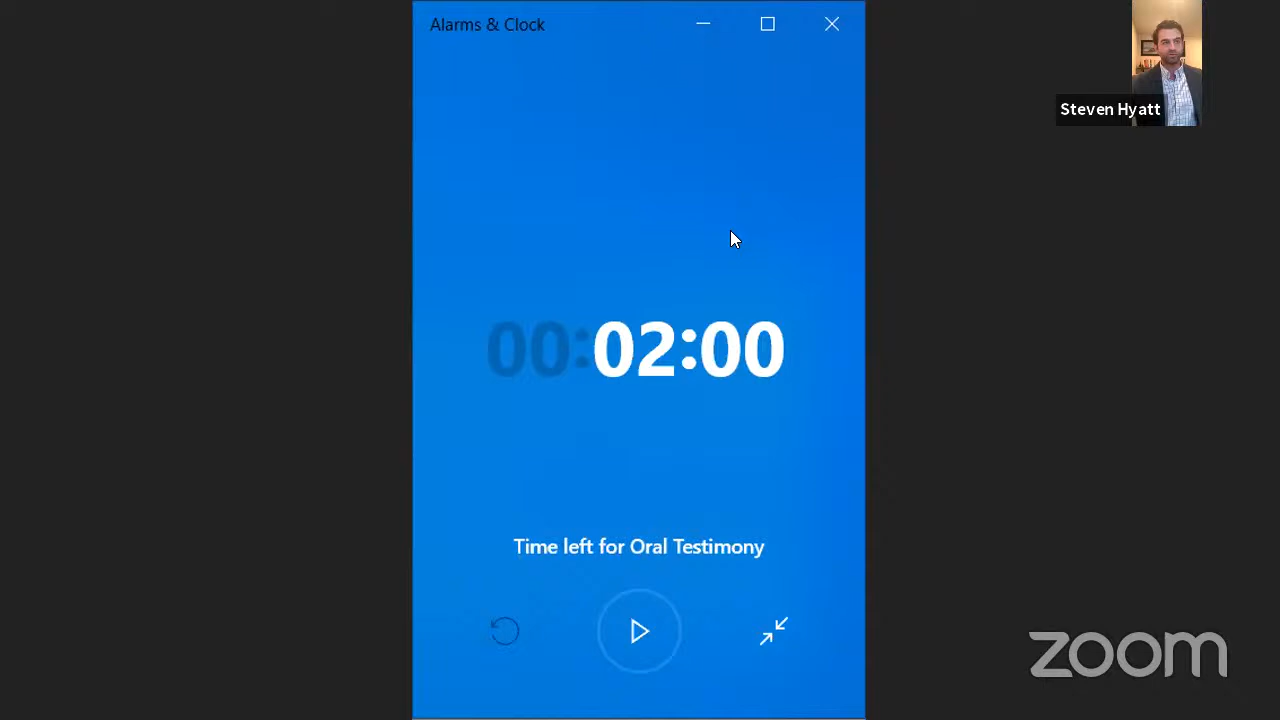 Alarms & Clock
Steven Hyatt
00:02:00
Time left for Oral Testimony
zoom